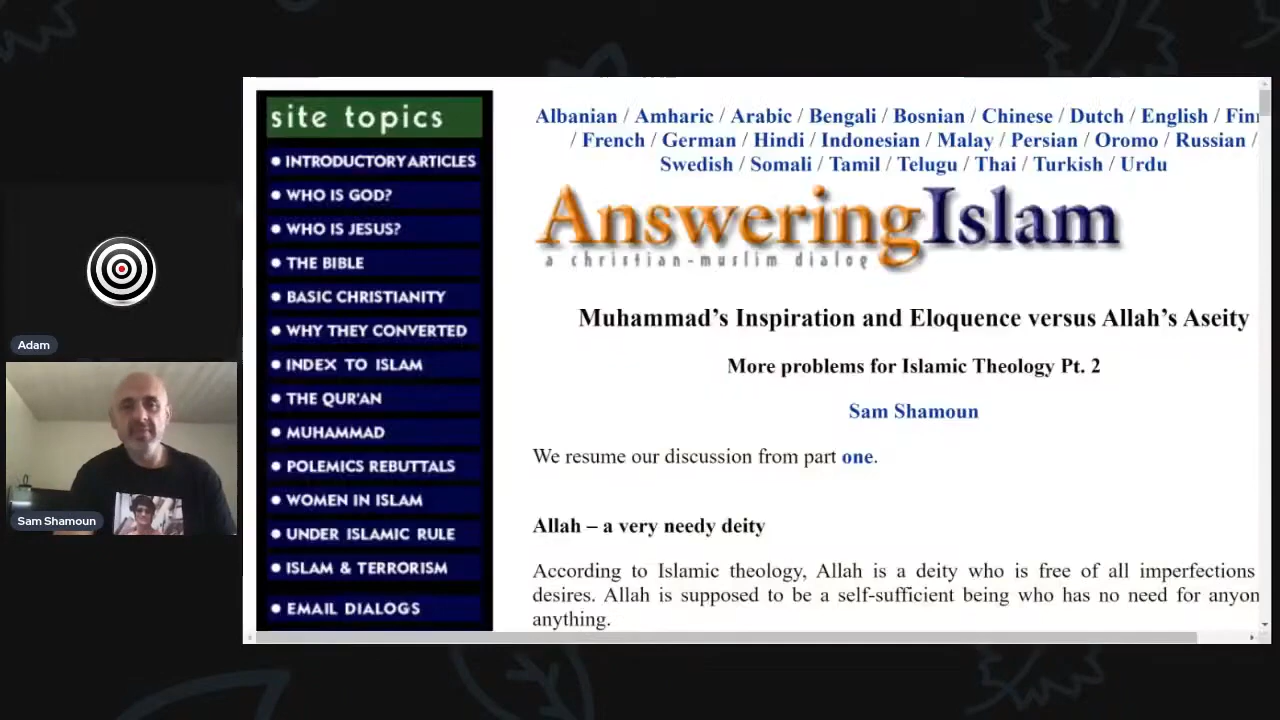 site topics
INTRODUCTORY ARTICLES
WHO IS GOD?
WHO IS JESUS?
THE BIBLE
BASIC CHRISTIANITY
WHY THEY CONVERTED
INDEX TO ISLAM
THE QUR'AN
MUHAMMAD
POLEMICS REBUTTALS
WOMEN IN ISLAM
UNDER ISLAMIC RULE
ISLAM & TERRORISM
EMAIL DIALOGS
Albanian / Amharic / Arabic / Bengali / Bosnian / Chinese / Dutch / English /
/ French / German / Hindi / Indonesian / Malay / Persian / Oromo / Russian /
Swedish / Somali / Tamil / Telugu / Thai / Turkish / Urdu
AnsweringIslam
a christian-muslim dialog
Muhammad’s Inspiration and Eloquence versus Allah’s Aseity
More problems for Islamic Theology Pt. 2
Sam Shamoun
We resume our discussion from part one.
Allah – a very needy deity
According to Islamic theology, Allah is a deity who is free of all imperfections
desires. Allah is supposed to be a self-sufficient being who has no need for
anything.
Adam
Sam Shamoun